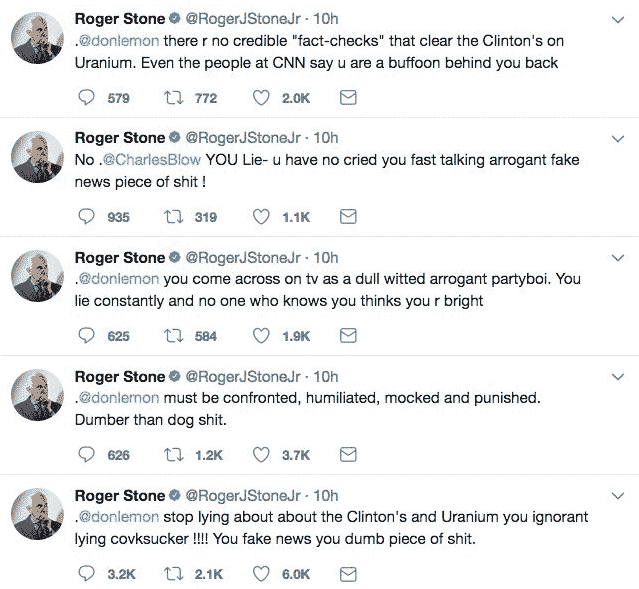 Roger Stone @RogerJStoneJr · 10h
.@donlemon there r no credible "fact-checks" that clear the Clinton's on
Uranium. Even the people at CNN say u are a buffoon behind you back
579 772 2.0K
Roger Stone @RogerJStoneJr · 10h
No .@CharlesBlow YOU Lie- u have no cried you fast talking arrogant fake
news piece of shit !
935 319 1.1K
Roger Stone @RogerJStoneJr · 10h
.@donlemon you come across on tv as a dull witted arrogant partyboi. You
lie constantly and no one who knows you thinks you r bright
625 584 1.9K
Roger Stone @RogerJStoneJr · 10h
.@donlemon must be confronted, humiliated, mocked and punished.
Dumber than dog shit.
626 1.2K 3.7K
Roger Stone @RogerJStoneJr · 10h
.@donlemon stop lying about about the Clinton's and Uranium you ignorant
lying covksucker !!!! You fake news you dumb piece of shit.
3.2K 2.1K 6.0K